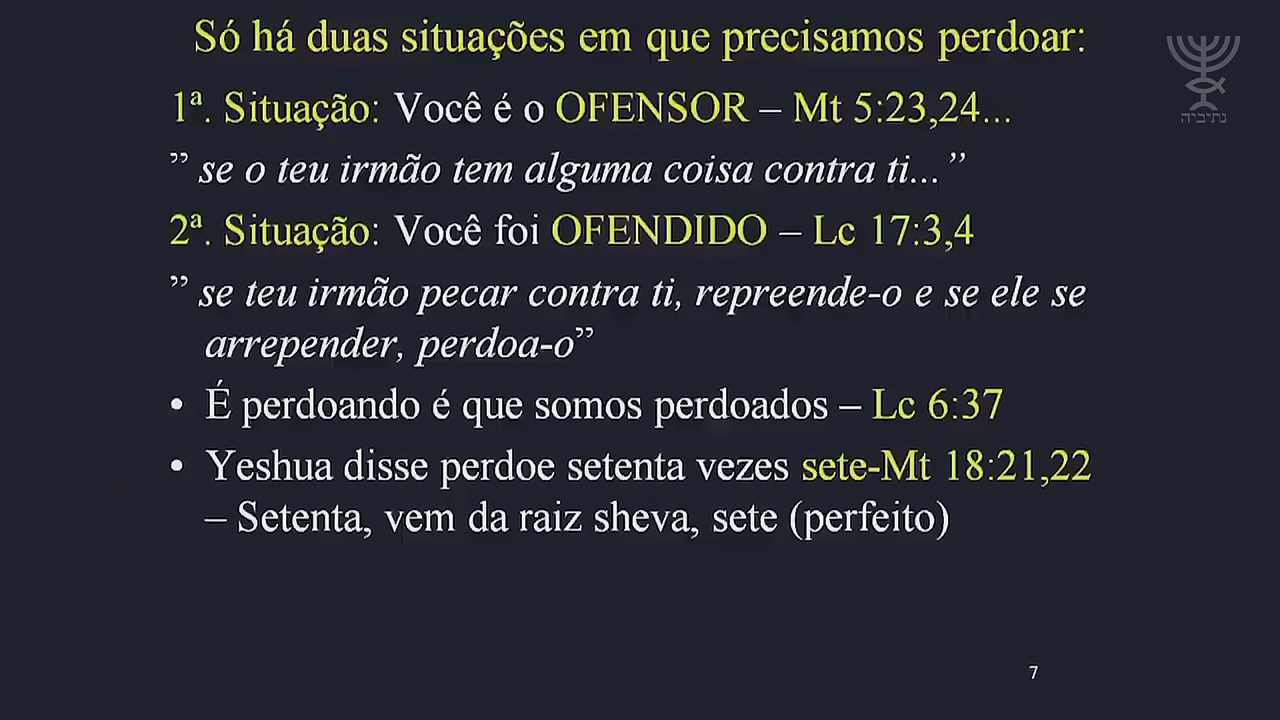 Só há duas situações em que precisamos perdoar:
1ª. Situação: Você é o OFENSOR – Mt 5:23,24...
” se o teu irmão tem alguma coisa contra ti...”
2ª. Situação: Você foi OFENDIDO – Lc 17:3,4
” se teu irmão pecar contra ti, repreende-o e se ele se
arrepender, perdoa-o”
• É perdoando é que somos perdoados – Lc 6:37
• Yeshua disse perdoe setenta vezes sete-Mt 18:21,22
– Setenta, vem da raiz sheva, sete (perfeito)
נתיביה
7